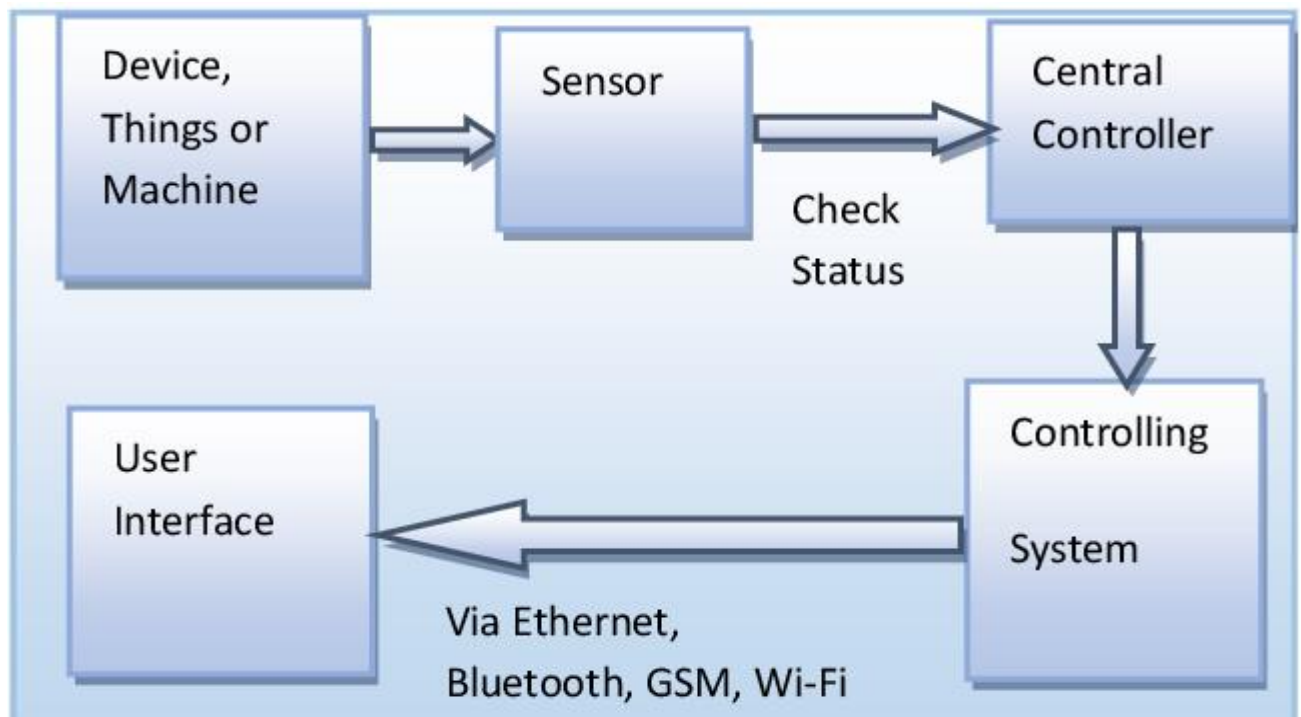 Device,
Things or
Machine
Sensor
Check
Status
Central
Controller
Controlling
System
Via Ethernet,
Bluetooth, GSM, Wi-Fi
User
Interface